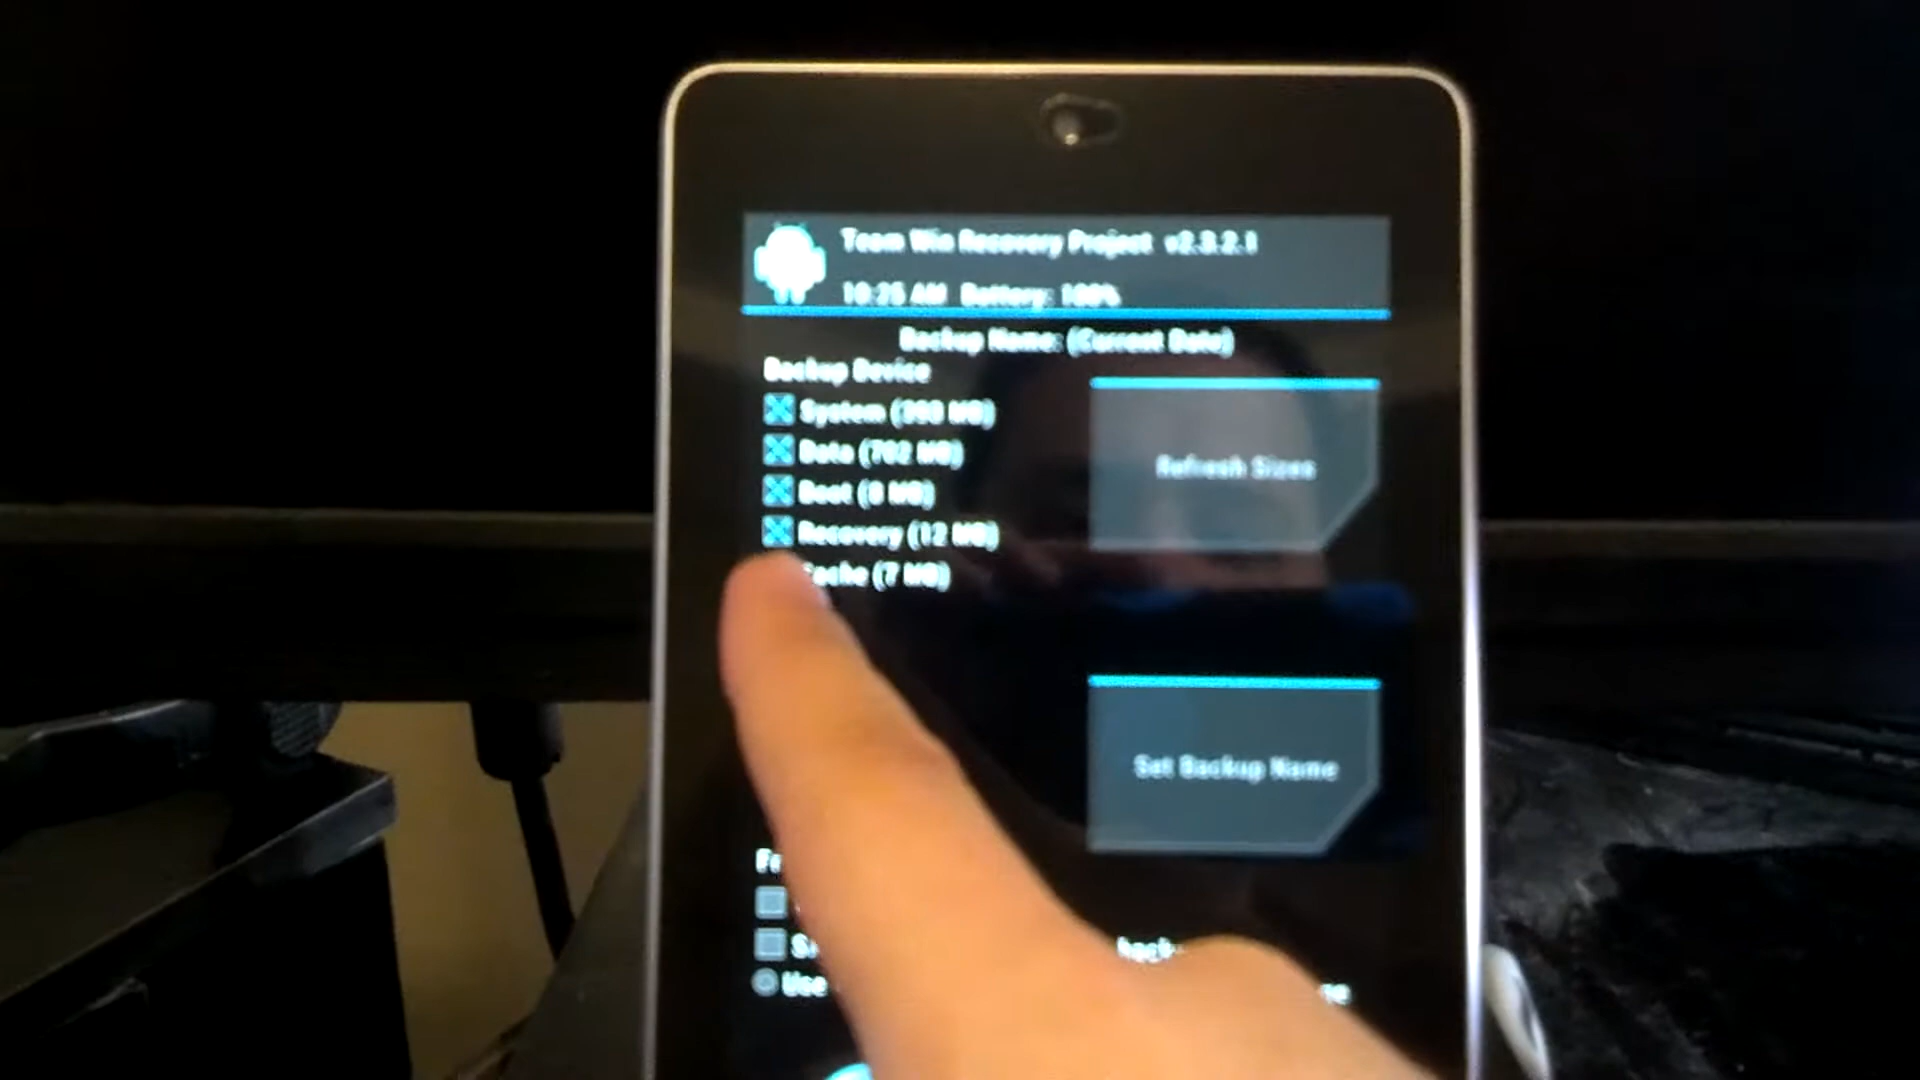 Team Win Recovery Project v2.3.2.1
10:25 AM Battery: 100%
Backup Name: (Current Date)
Backup Device
System (393 MB)
Data (702 MB)
Boot (8 MB)
Recovery (12 MB)
Cache (7 MB)
Refresh Sizes
Set Backup Name
Use